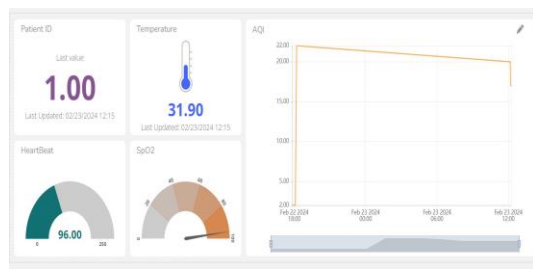 Patient ID
Last value
1.00
Last Updated: 02/23/2024 12:15
Temperature
31.90
Last Updated: 02/23/2024 12:15
AQI
22.00
20.00
15.00
10.00
5.00
2.00
Feb 22 2024
18:00
Feb 23 2024
00:00
Feb 23 2024
06:00
Feb 23 2024
12:00
HeartBeat
96.00
0
SpO2
0